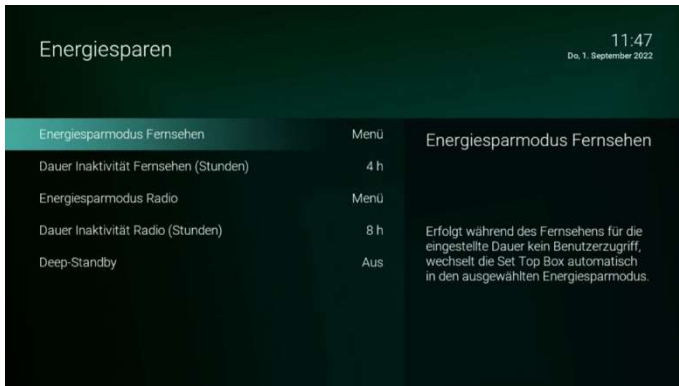 Energiesparen
11:47
Do, 1. September 2022
Energiesparmodus Fernsehen Menü
Dauer Inaktivität Fernsehen (Stunden) 4 h
Energiesparmodus Radio Menü
Dauer Inaktivität Radio (Stunden) 8 h
Deep-Standby Aus
Energiesparmodus Fernsehen
Erfolgt während des Fernsehens für die
eingestellte Dauer kein Benutzerzugriff,
wechselt die Set Top Box automatisch
in den ausgewählten Energiesparmodus.